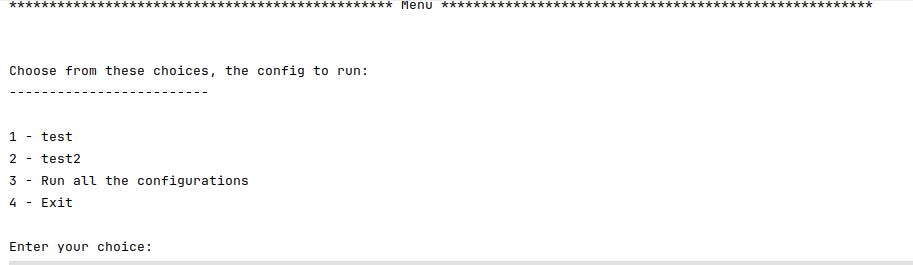 ************************************************ Menu ******************************************************
Choose from these choices, the config to run:
-------------------------
1 - test
2 - test2
3 - Run all the configurations
4 - Exit
Enter your choice: